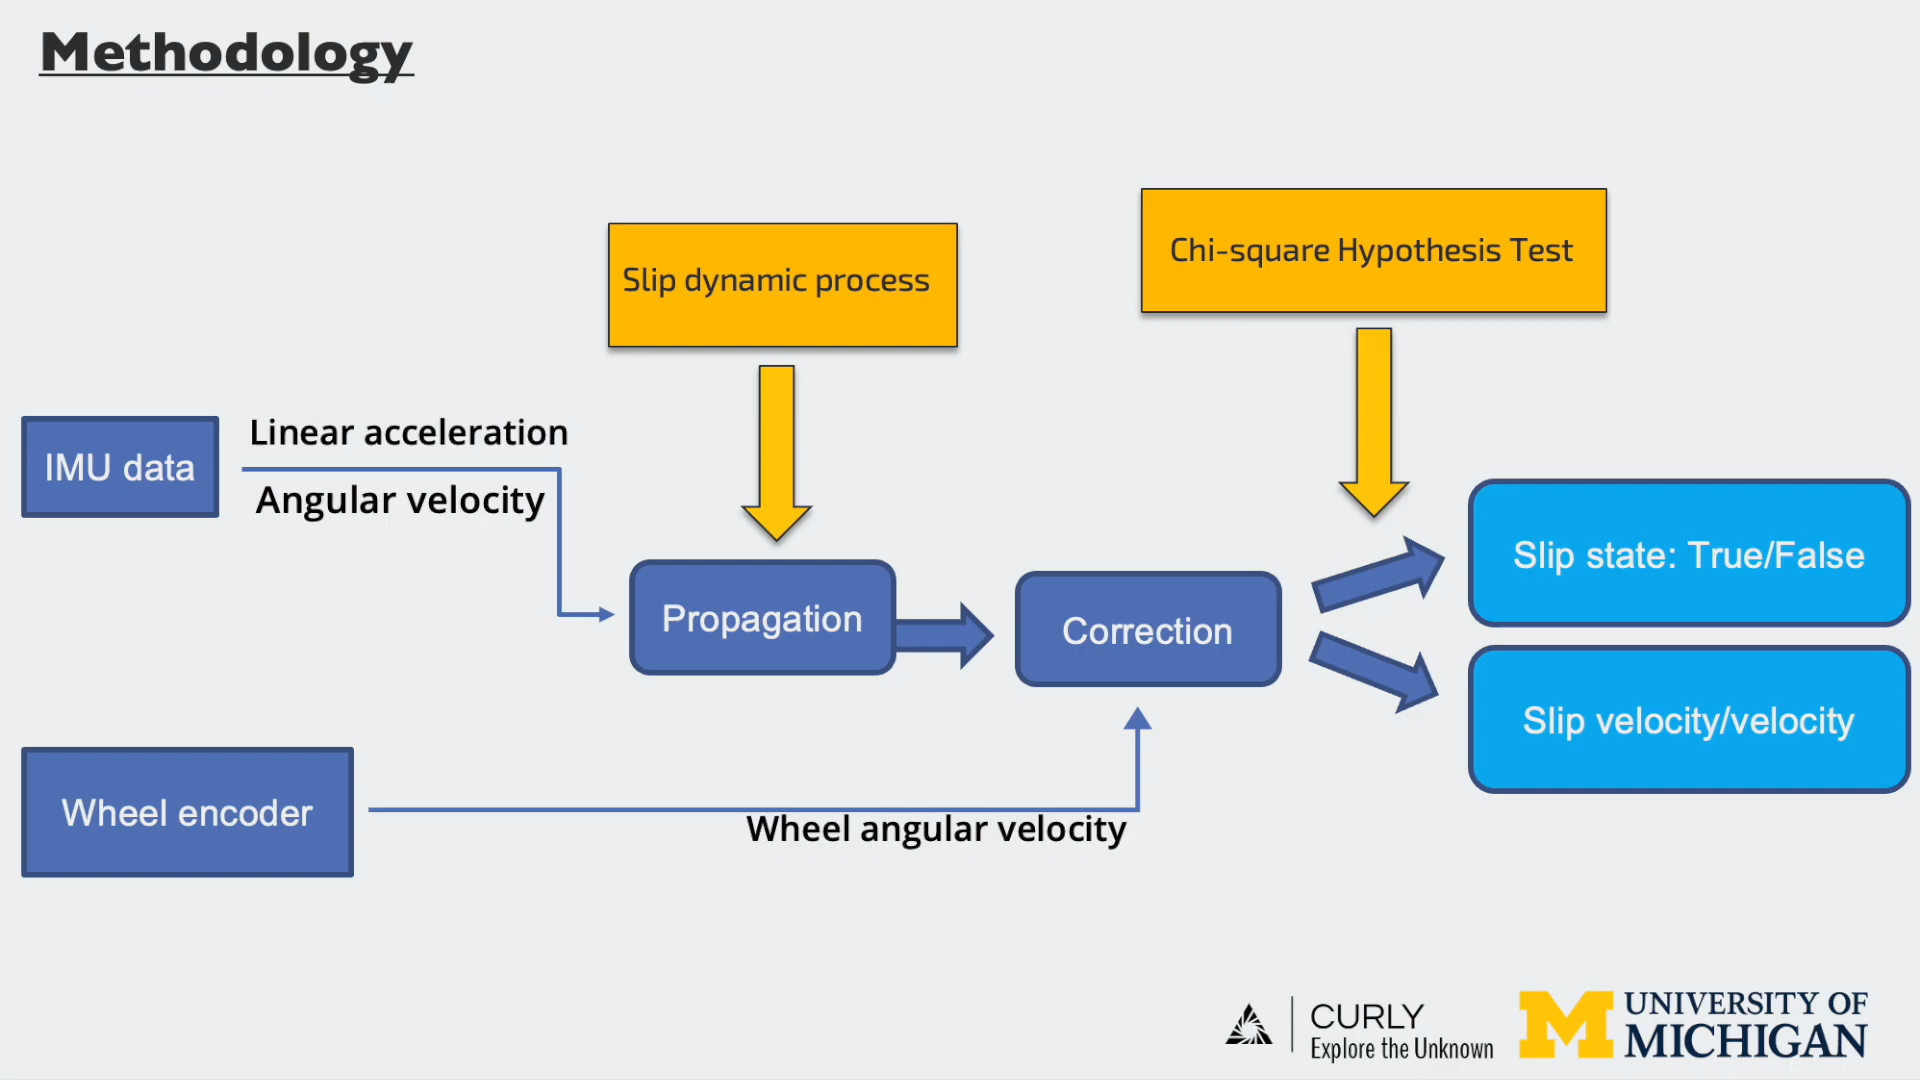 Methodology
Chi-square Hypothesis Test
Slip dynamic process
Linear acceleration
IMU data
Angular velocity
Slip state: True/False
Propagation
Correction
Slip velocity/velocity
Wheel encoder
Wheel angular velocity
CURLY
Explore the Unknown
M
UNIVERSITY OF
MICHIGAN